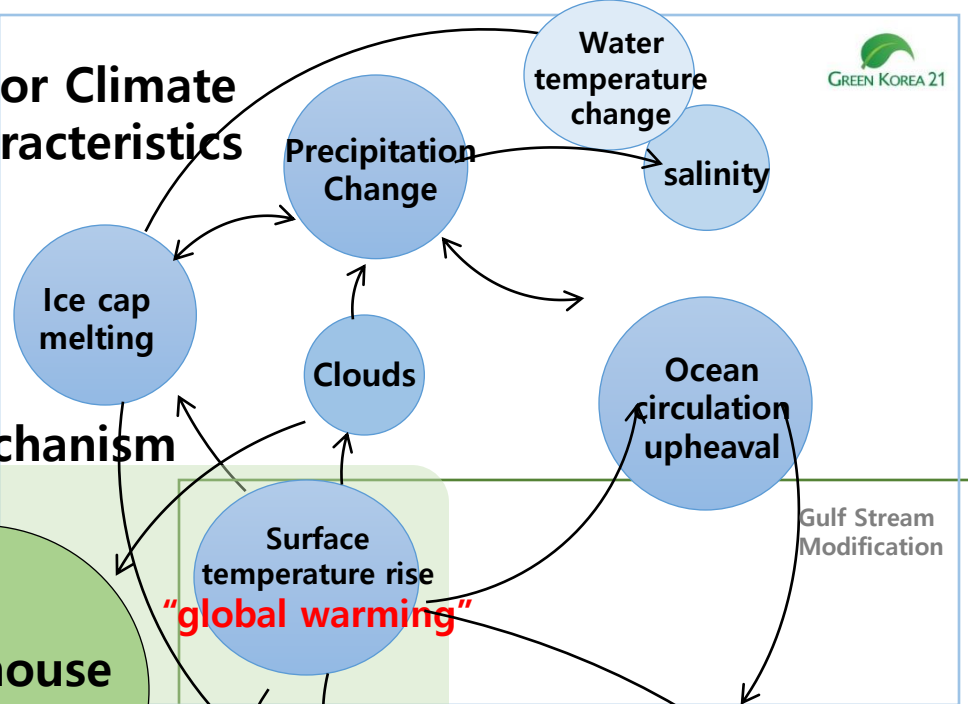 or Climate
racteristics
Water
temperature
change
GREEN KOREA 21
Precipitation
Change
salinity
Ice cap
melting
Clouds
Ocean
circulation
upheaval
chanism
Gulf Stream
Modification
Surface
temperature rise
“global warming”
ouse